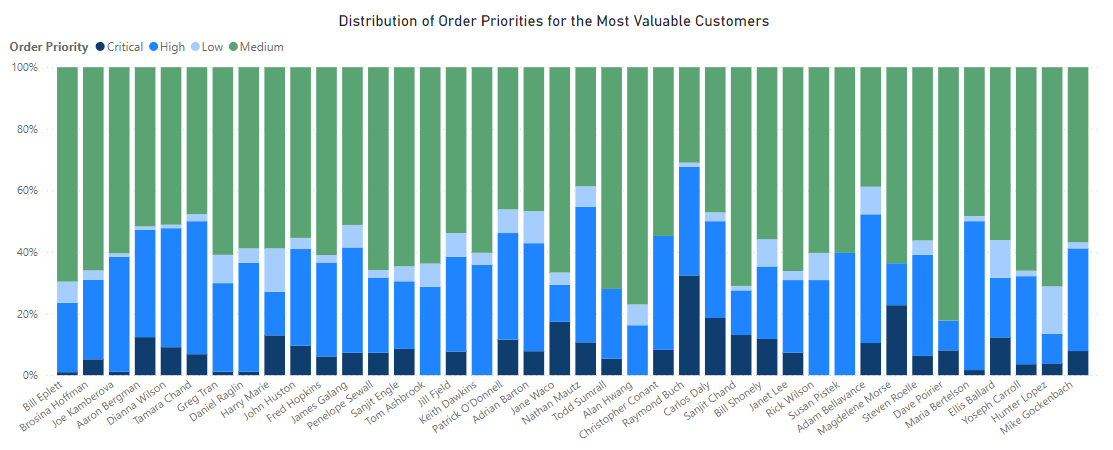 Distribution of Order Priorities for the Most Valuable Customers
Order Priority Critical High Low Medium
100%
80%
60%
40%
20%
0%
Bill Eplett
Brosina Hoffman
Joe Kamberova
Aaron Bergman
Dianna Wilson
Tamara Chand
Greg Tran
Daniel Raglin
Harry Marie
John Huston
Fred Hopkins
James Galang
Penelope Sewall
Sanjit Engle
Tom Ashbrook
Jill Fjeld
Keith Dawkins
Patrick O'Donnell
Adrian Barton
Jane Waco
Nathan Mautz
Todd Sumrall
Alan Hwang
Christopher Conant
Raymond Buch
Carlos Daly
Sanjit Chand
Bill Shonely
Janet Lee
Rick Wilson
Susan Pistek
Adam Bellavance
Magdelene Morse
Steven Roelle
Dave Poirier
Maria Bertelson
Ellis Ballard
Yoseph Carroll
Hunter Lopez
Mike Gockenbach